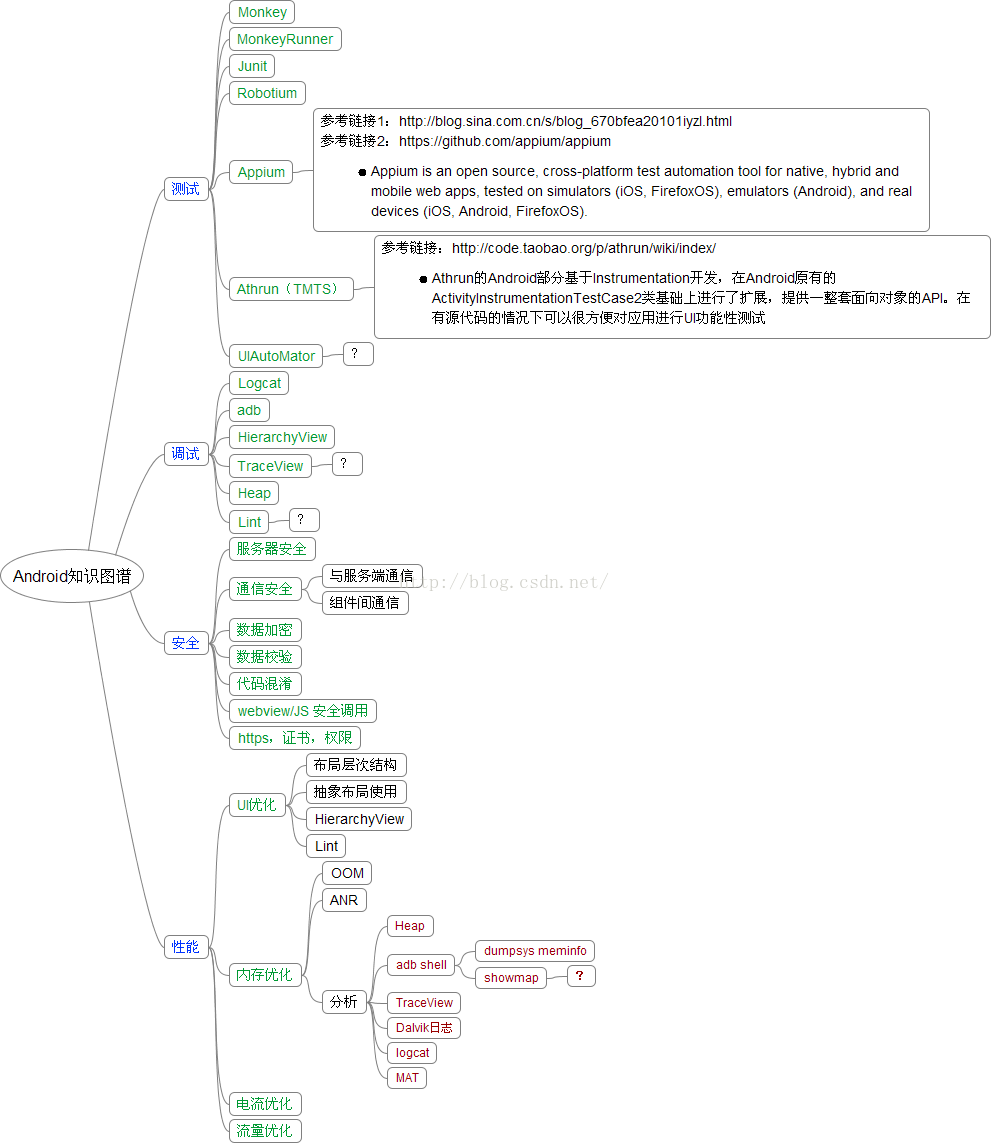 Monkey
MonkeyRunner
Junit
Robotium
参考链接1：http://blog.sina.com.cn/s/blog_670bfea20101iyzl.html
参考链接2：https://github.com/appium/appium
Appium
Appium is an open source, cross-platform test automation tool for native, hybrid and
mobile web apps, tested on simulators (iOS, FirefoxOS), emulators (Android), and real
devices (iOS, Android, FirefoxOS).
测试
参考链接：http://code.taobao.org/p/athrun/wiki/index/
Athrun（TMTS）
Athrun的Android部分基于Instrumentation开发，在Android原有的
ActivityInstrumentationTestCase2类基础上进行了扩展，提供一整套面向对象的API。在
有源代码的情况下可以很方便对应用进行UI功能性测试
UIAutoMator
？
Logcat
adb
HierarchyView
调试
TraceView
？
Heap
Lint
？
Android知识图谱
服务器安全
通信安全
与服务端通信
组件间通信
http://blog.csdn.net/
数据加密
安全
数据校验
代码混淆
webview/JS 安全调用
https，证书，权限
UI优化
布局层次结构
抽象布局使用
HierarchyView
Lint
OOM
ANR
性能
内存优化
分析
Heap
adb shell
dumpsys meminfo
showmap
？
TraceView
Dalvik日志
logcat
MAT
电流优化
流量优化